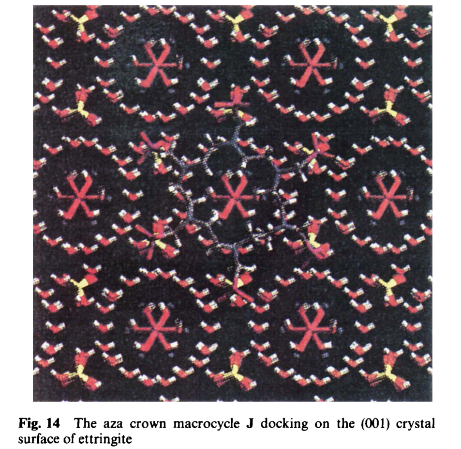 Fig. 14 The aza crown macrocycle J docking on the (001) crystal
surface of ettringite